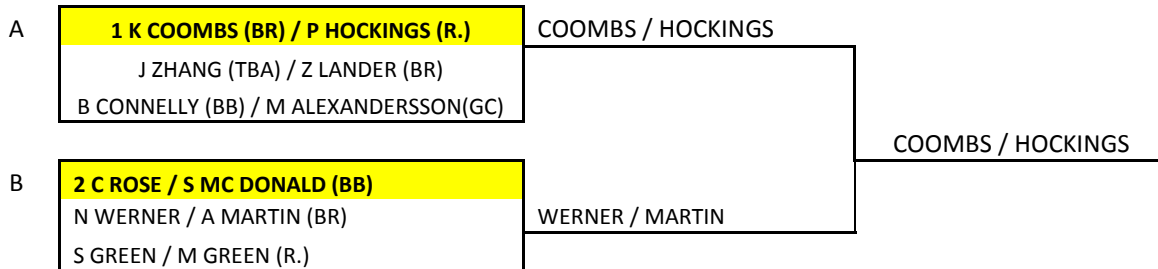 A 1 K COOMBS (BR) / P HOCKINGS (R.) COOMBS / HOCKINGS
J ZHANG (TBA) / Z LANDER (BR)
B CONNELLY (BB) / M ALEXANDERSSON(GC)
COOMBS / HOCKINGS
B 2 C ROSE / S MC DONALD (BB)
N WERNER / A MARTIN (BR) WERNER / MARTIN
S GREEN / M GREEN (R.)